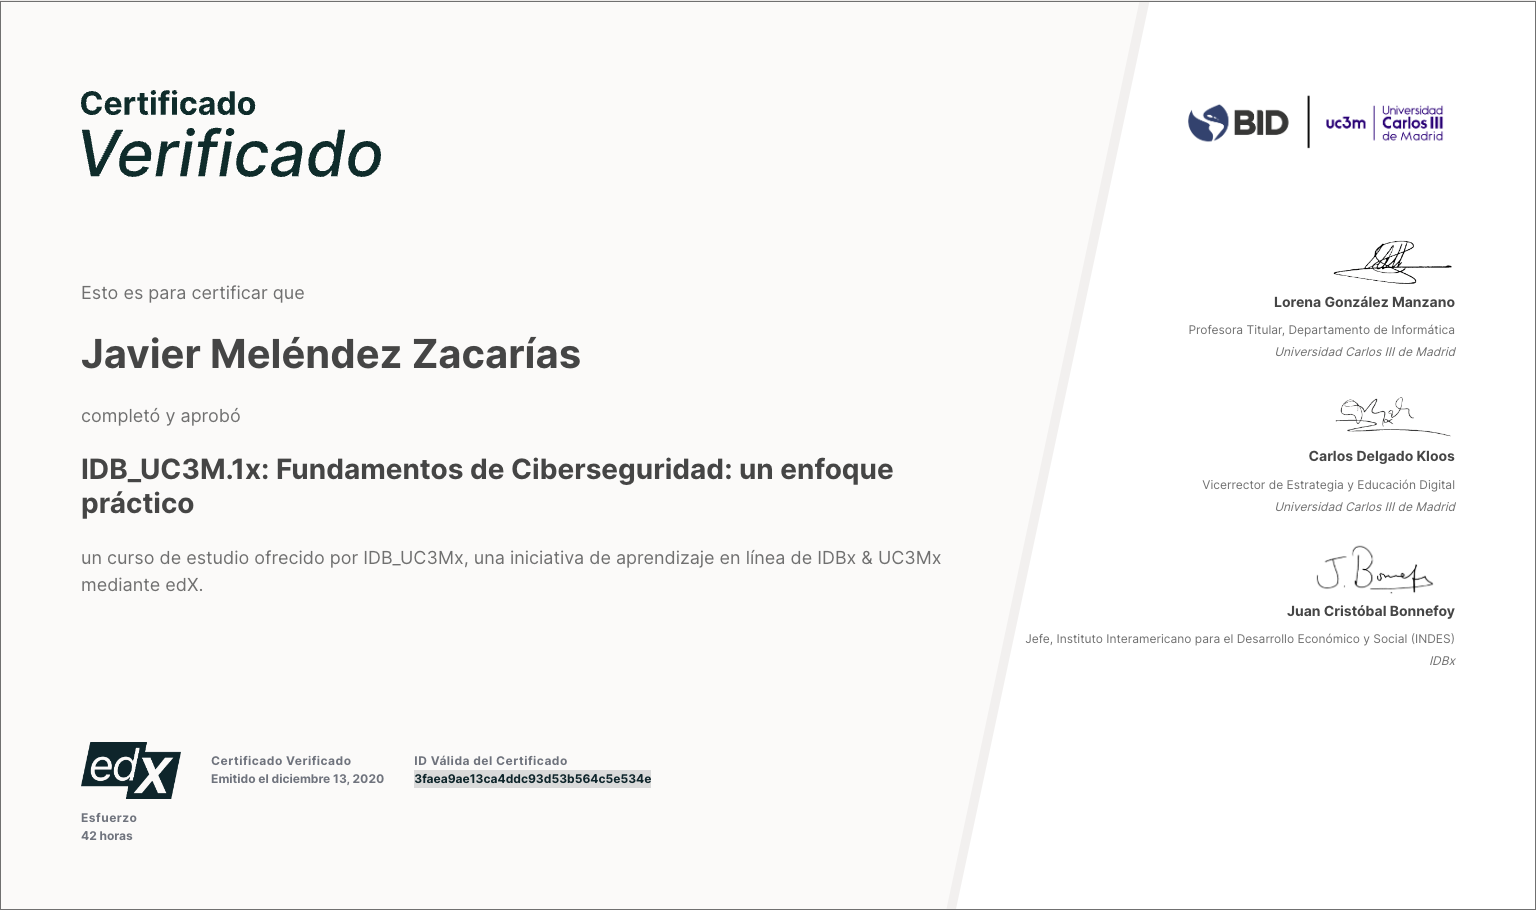 Certificado
Verificado
Esto es para certificar que
Javier Meléndez Zacarías
completó y aprobó
IDB_UC3M.1x: Fundamentos de Ciberseguridad: un enfoque
práctico
un curso de estudio ofrecido por IDB_UC3Mx, una iniciativa de aprendizaje en línea de IDBx & UC3Mx
mediante edX.
edX
Certificado Verificado
Emitido el diciembre 13, 2020
ID Válida del Certificado
3faea9ae13ca4ddc93d53b564c5e534e
Esfuerzo
42 horas
BID
uc3m
Universidad
Carlos III
de Madrid
Lorena González Manzano
Profesora Titular, Departamento de Informática
Universidad Carlos III de Madrid
Carlos Delgado Kloos
Vicerrector de Estrategia y Educación Digital
Universidad Carlos III de Madrid
J. Bonnefoy
Juan Cristóbal Bonnefoy
Jefe, Instituto Interamericano para el Desarrollo Económico y Social (INDES)
IDBx